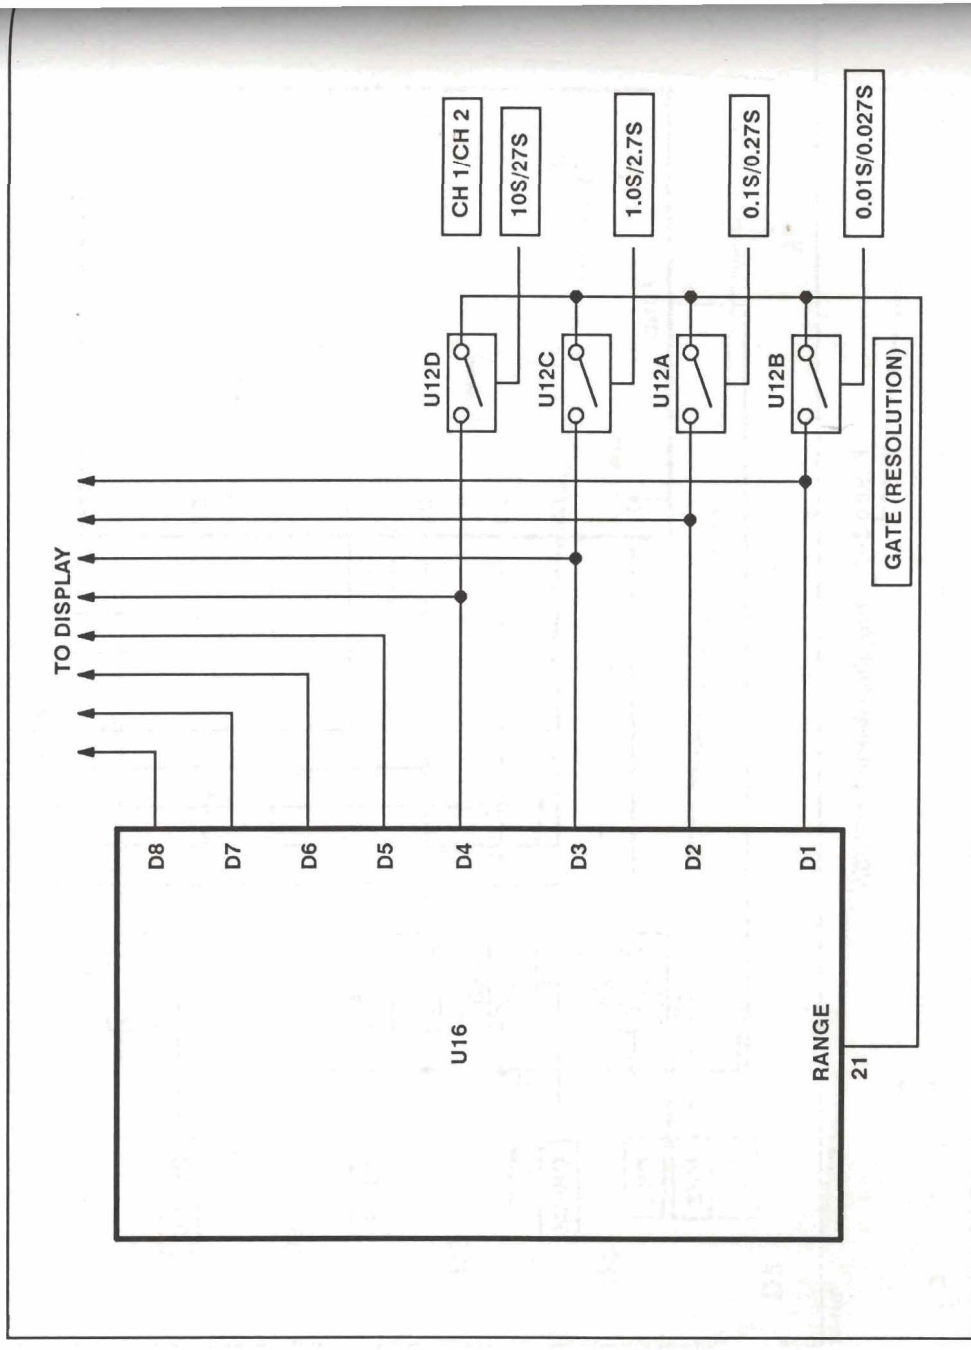 TO DISPLAY
D8
D7
D6
D5
D4
D3
D2
D1
U16
RANGE
21
U12D
U12C
U12A
U12B
CH 1/CH 2
10S/27S
1.0S/2.7S
0.1S/0.27S
0.01S/0.027S
GATE (RESOLUTION)